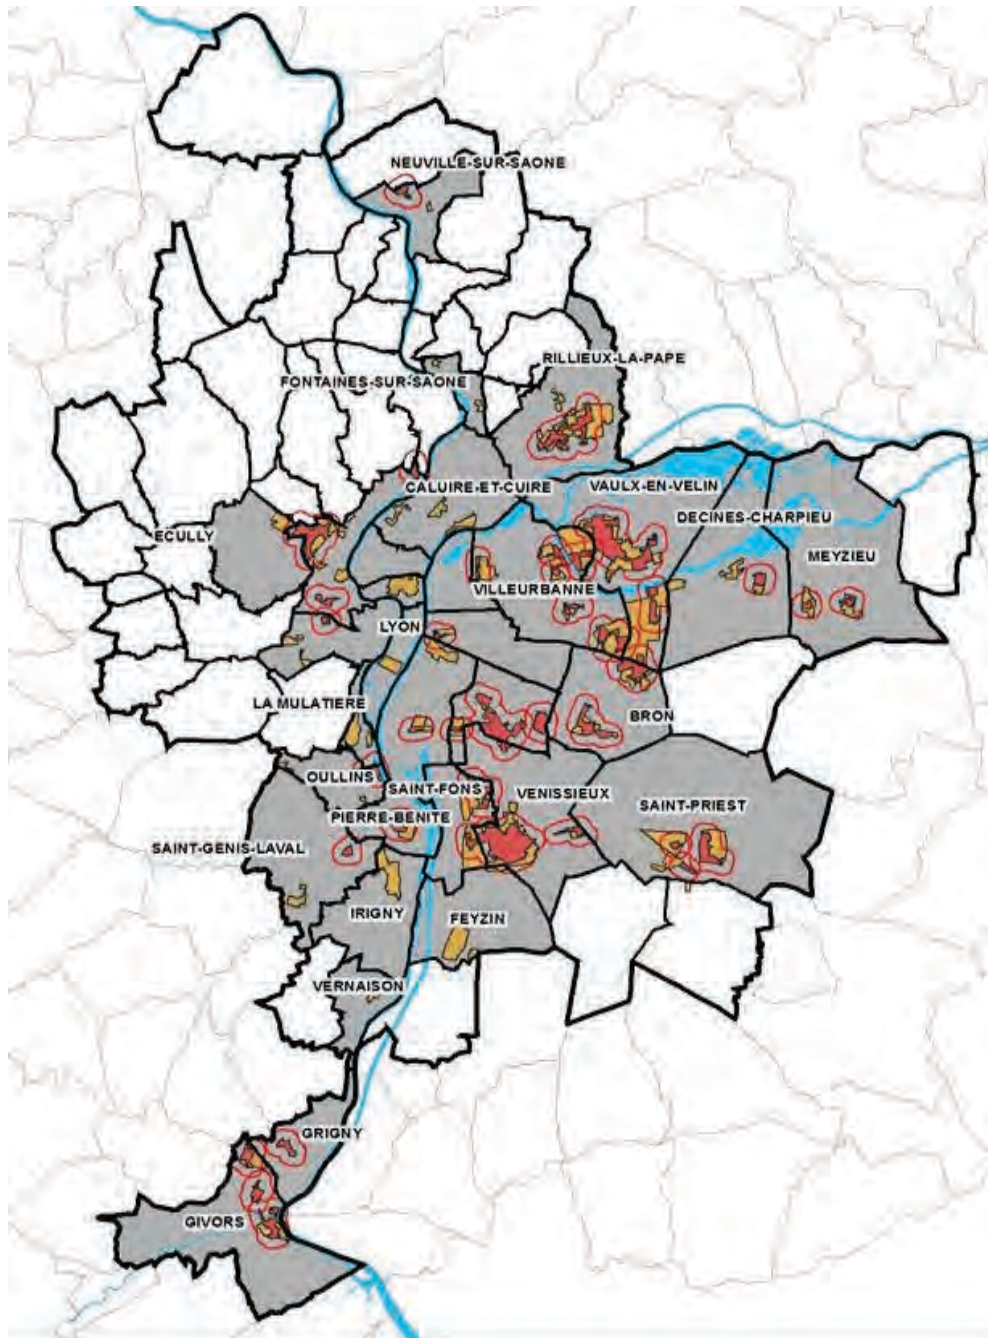 NEUVILLE-SUR-SAONE
RILLIEUX-LA-PAPE
FONTAINES-SUR-SAONE
CALUIRE-ET-CUIRE
VAULX-EN-VELIN
DECINES-CHARPIEU
ECULLY
MEYZIEU
VILLEURBANNE
LYON
LA MULATIERE
BRON
OULLINS
SAINT-FONS
VENISSIEUX
SAINT-PRIEST
PIERRE-BENITE
SAINT-GENIS-LAVAL
IRIGNY
FEYZIN
VERNAISON
GRIGNY
GIVORS